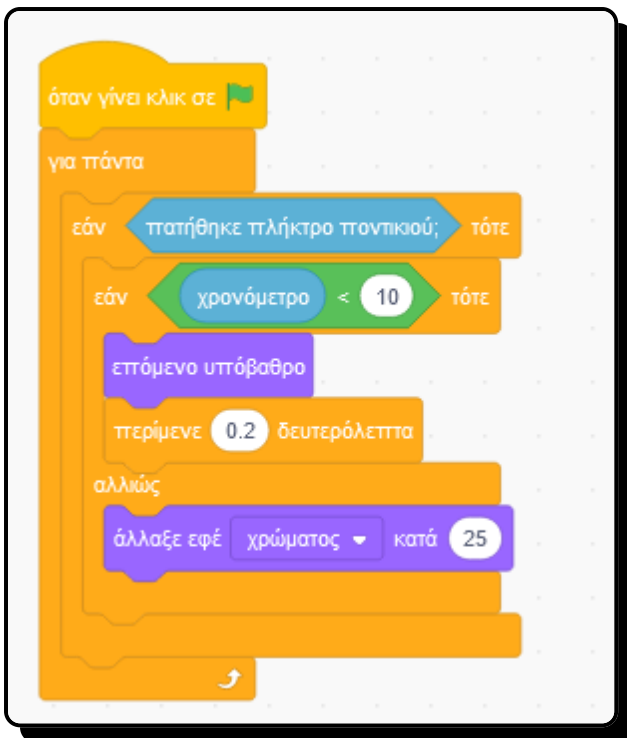 όταν γίνει κλικ σε
για πάντα
εάν πατήθηκε πλήκτρο ποντικιού; τότε
εάν χρονόμετρο < 10 τότε
επόμενο υπόβαθρο
περίμενε 0.2 δευτερόλεπτα
αλλιώς
άλλαξε εφέ χρώματος κατά 25